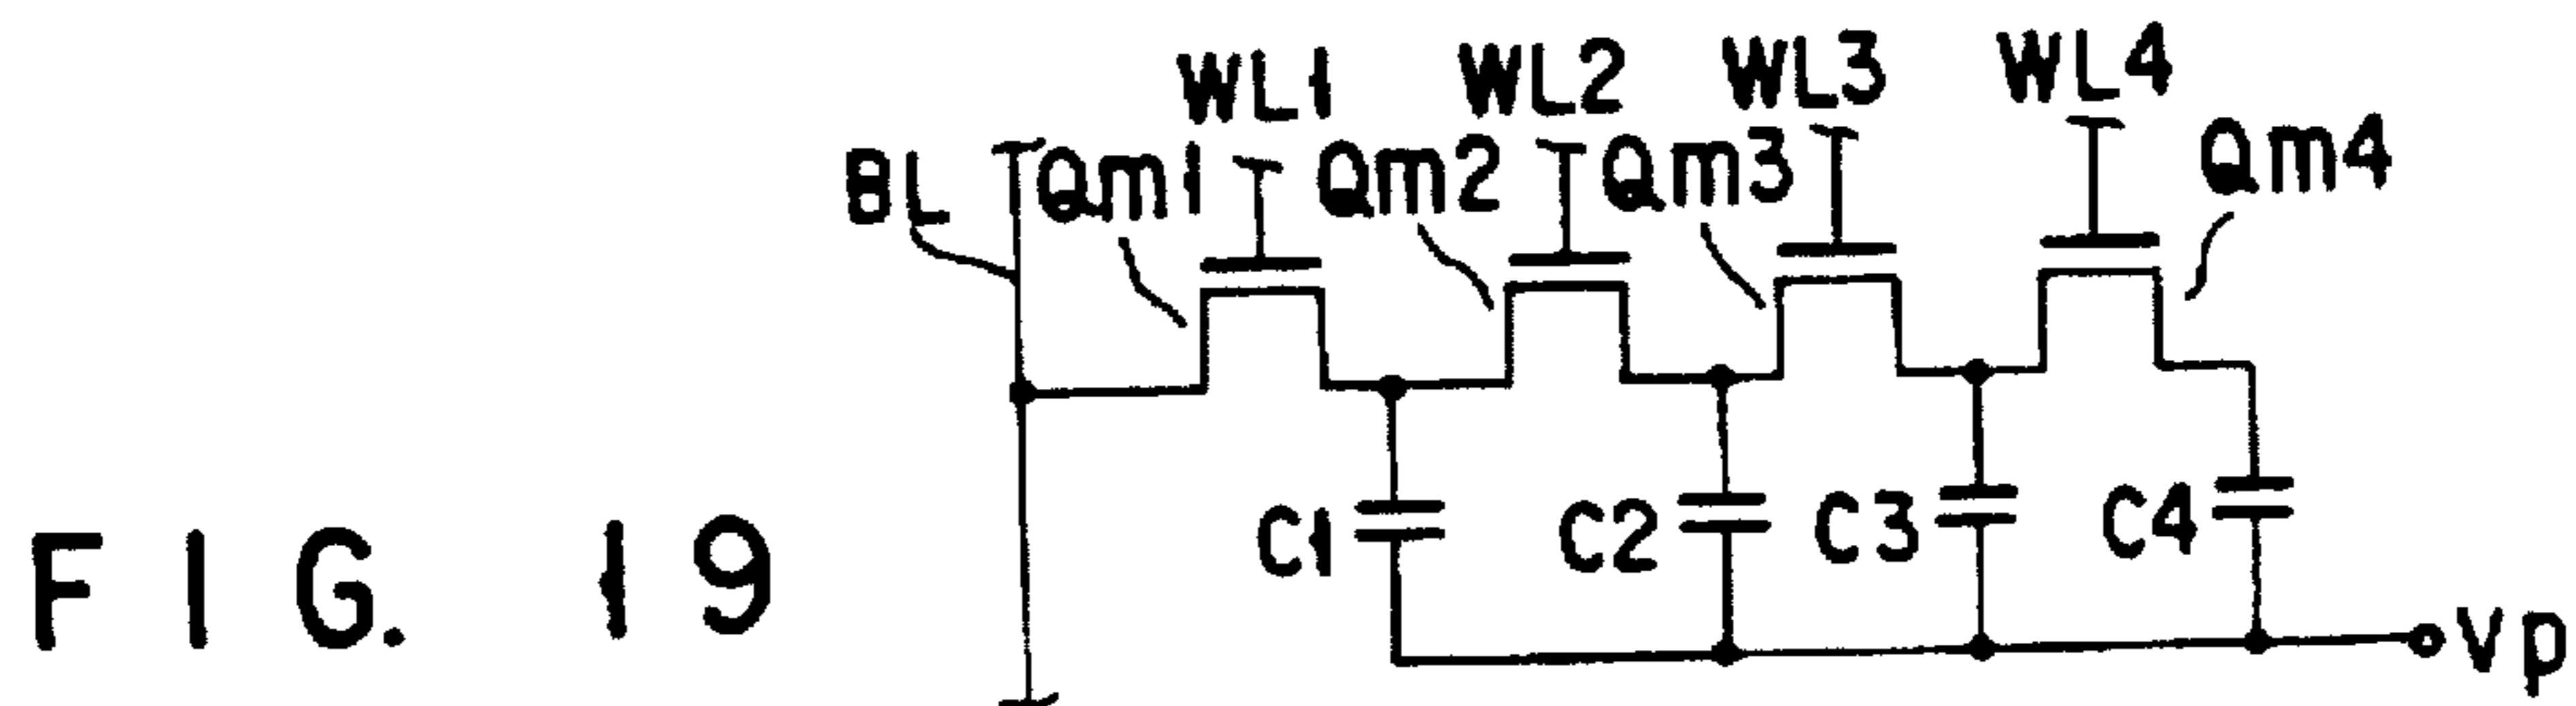 WL1 WL2 WL3 WL4
BL Qm1 Qm2 Qm3 Qm4
C1 C2 C3 C4
FIG. 19
Vp